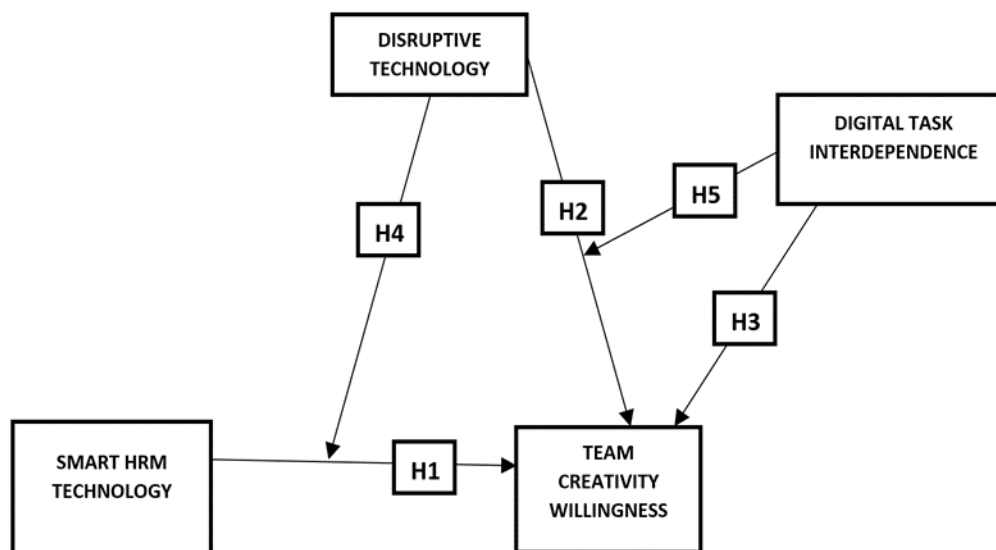 DISRUPTIVE
TECHNOLOGY
DIGITAL TASK
INTERDEPENDENCE
H5
H2
H4
H3
SMART HRM
TECHNOLOGY
H1
TEAM
CREATIVITY
WILLINGNESS